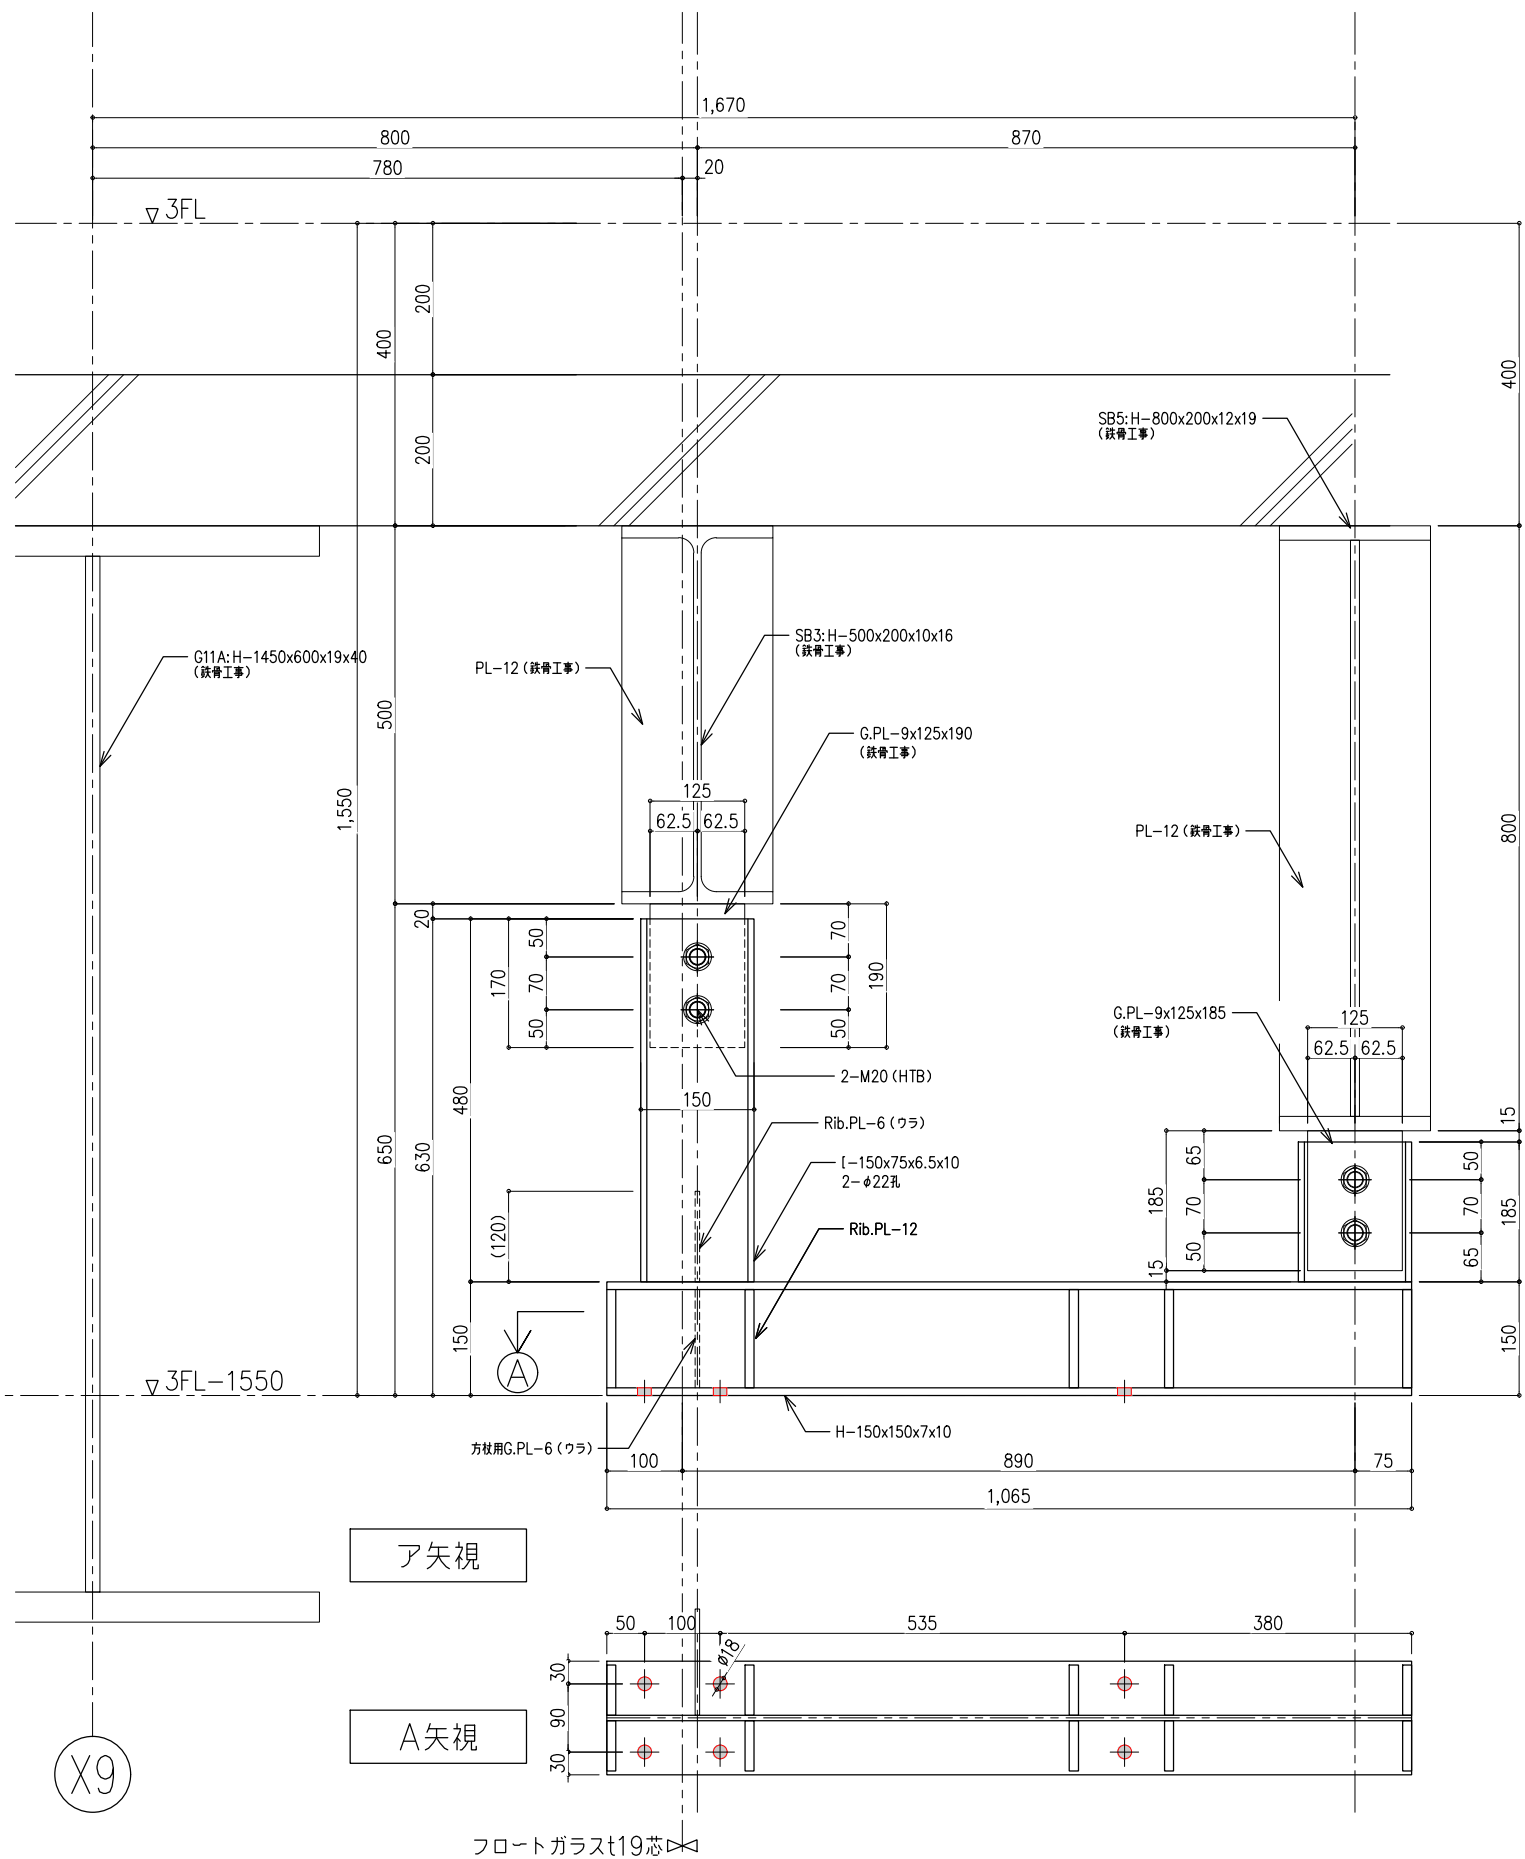 1,670
800
870
780
20
▽ 3FL
200
400
400
200
SB5:H-800x200x12x19
(鉄骨工事)
SB3:H-500x200x10x16
(鉄骨工事)
G11A:H-1450x600x19x40
(鉄骨工事)
PL-12(鉄骨工事)
500
G.PL-9x125x190
(鉄骨工事)
125
1,550
62.5
62.5
PL-12(鉄骨工事)
800
20
50
70
170
70
70
190
50
50
G.PL-9x125x185
(鉄骨工事)
125
62.5
62.5
2-M20(HTB)
480
150
15
Rib.PL-6(ウラ)
650
630
65
50
[-150x75x6.5x10
2-φ22孔
185
70
70
185
(120)
Rib.PL-12
50
65
15
150
A
150
▽ 3FL-1550
H-150x150x7x10
方杖用G.PL-6(ウラ)
100
890
75
1,065
ア矢視
50
100
535
380
φ18
30
90
30
A矢視
X9
フロートガラスt19芯